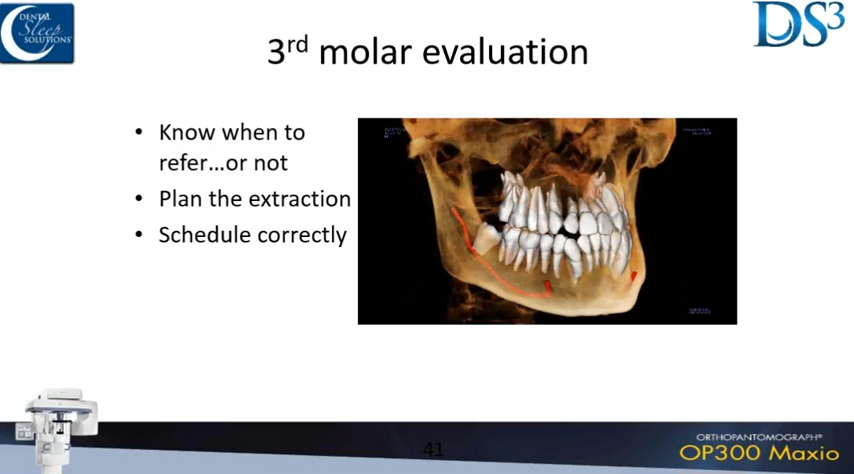 DENTAL
Sleep
SOLUTIONS
DS3
3rd molar evaluation
• Know when to
refer...or not
• Plan the extraction
• Schedule correctly
41
ORTHOPANTOMOGRAPH®
OP300 Maxio